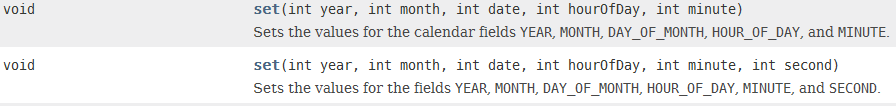 void set(int year, int month, int date, int hourOfDay, int minute)
Sets the values for the calendar fields YEAR, MONTH, DAY_OF_MONTH, HOUR_OF_DAY, and MINUTE.
void set(int year, int month, int date, int hourOfDay, int minute, int second)
Sets the values for the fields YEAR, MONTH, DAY_OF_MONTH, HOUR_OF_DAY, MINUTE, and SECOND.